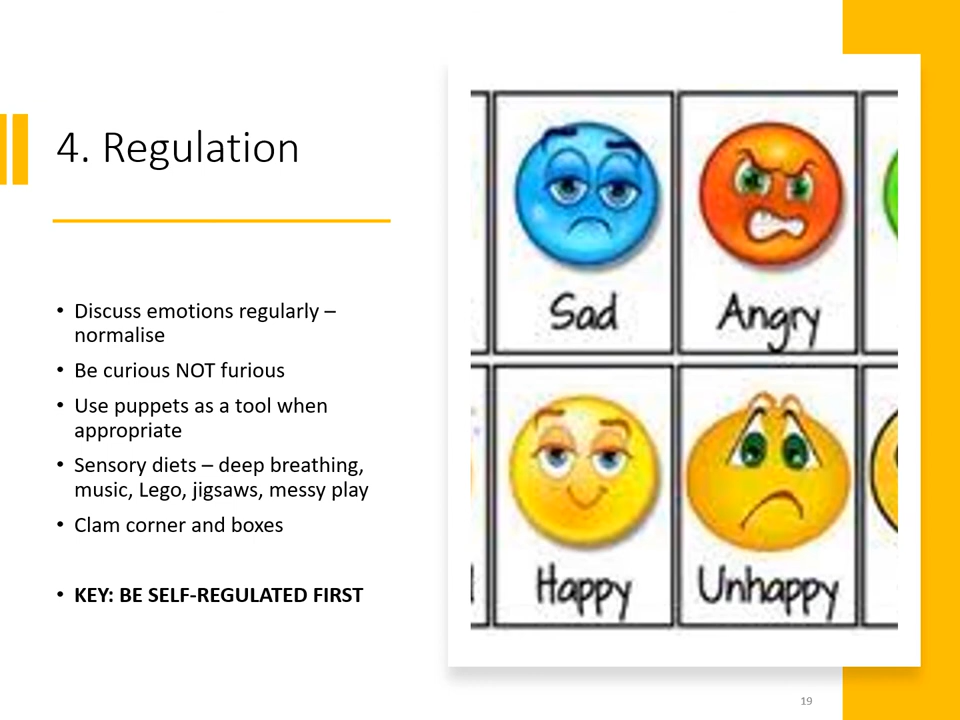 4. Regulation
• Discuss emotions regularly –
normalise
• Be curious NOT furious
• Use puppets as a tool when
appropriate
• Sensory diets – deep breathing,
music, Lego, jigsaws, messy play
• Clam corner and boxes
• KEY: BE SELF-REGULATED FIRST
Sad
Angry
Happy
Unhappy
19